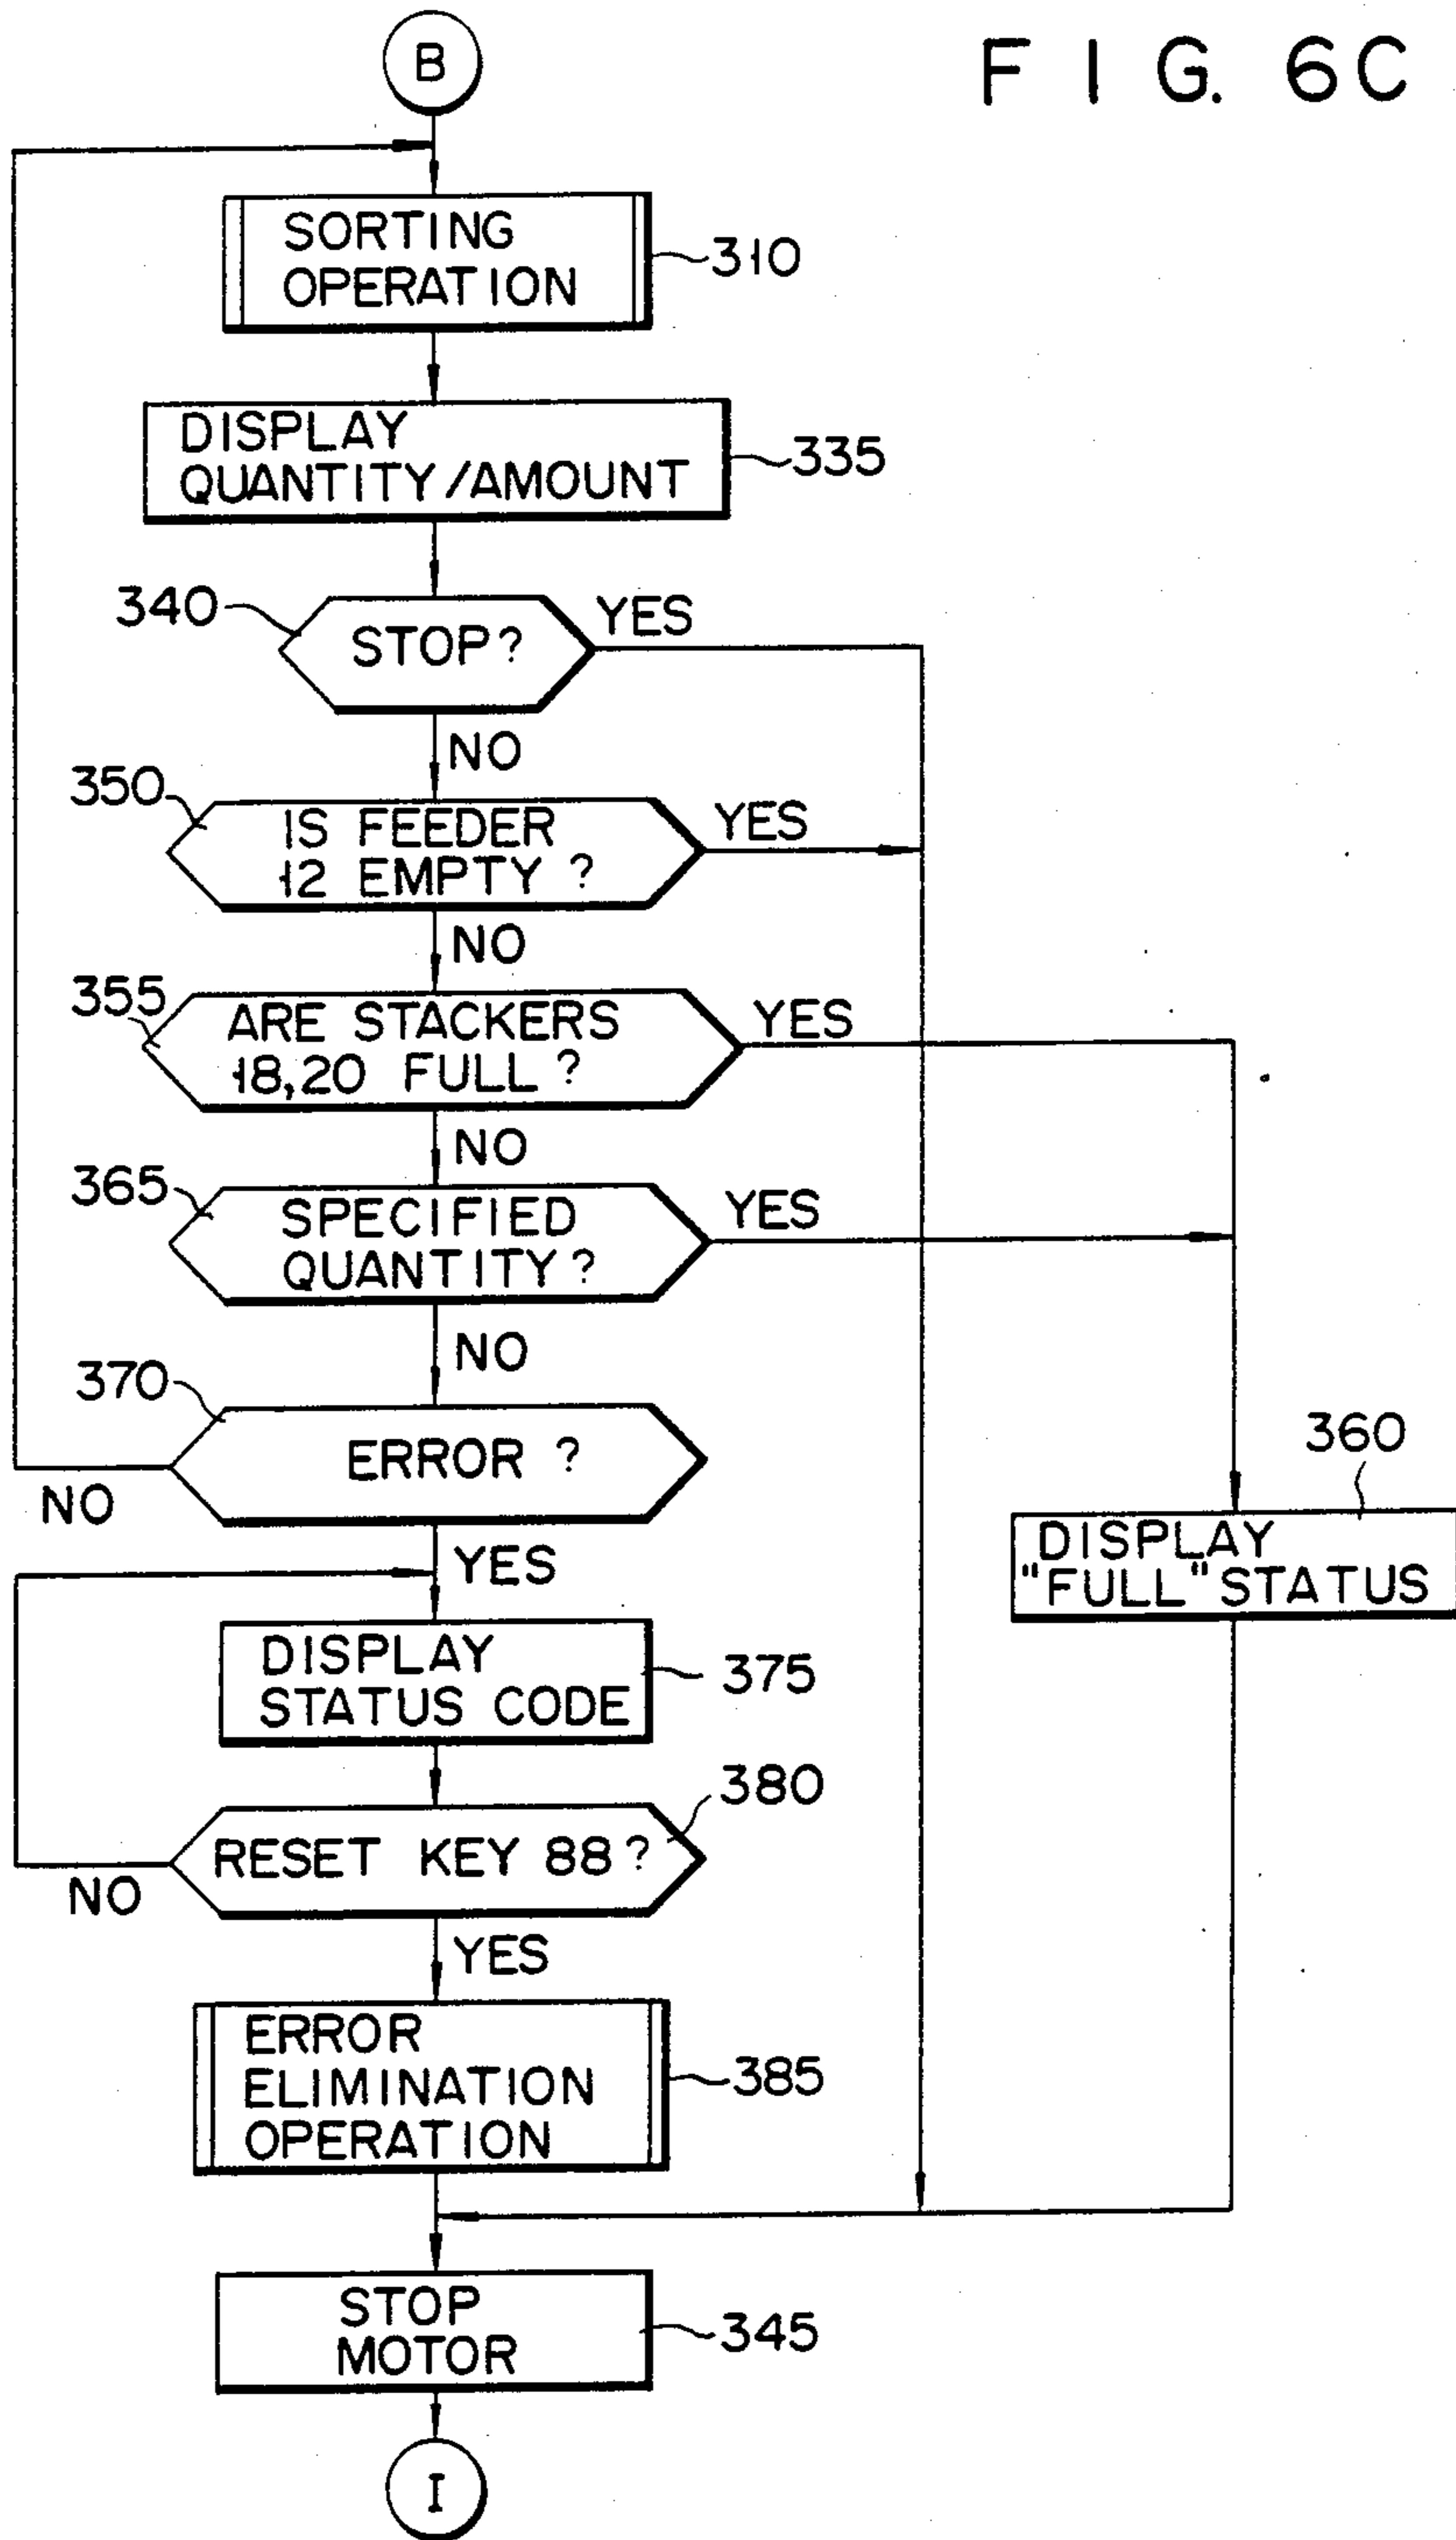 FIG. 6C
B
SORTING
OPERATION
310
DISPLAY
QUANTITY/AMOUNT
335
340
STOP?
YES
NO
350
IS FEEDER
12 EMPTY ?
YES
NO
355
ARE STACKERS
18,20 FULL ?
YES
NO
365
SPECIFIED
QUANTITY ?
YES
NO
370
ERROR ?
NO
YES
360
DISPLAY
"FULL" STATUS
DISPLAY
STATUS CODE
375
380
RESET KEY 88 ?
NO
YES
ERROR
ELIMINATION
OPERATION
385
STOP
MOTOR
345
I